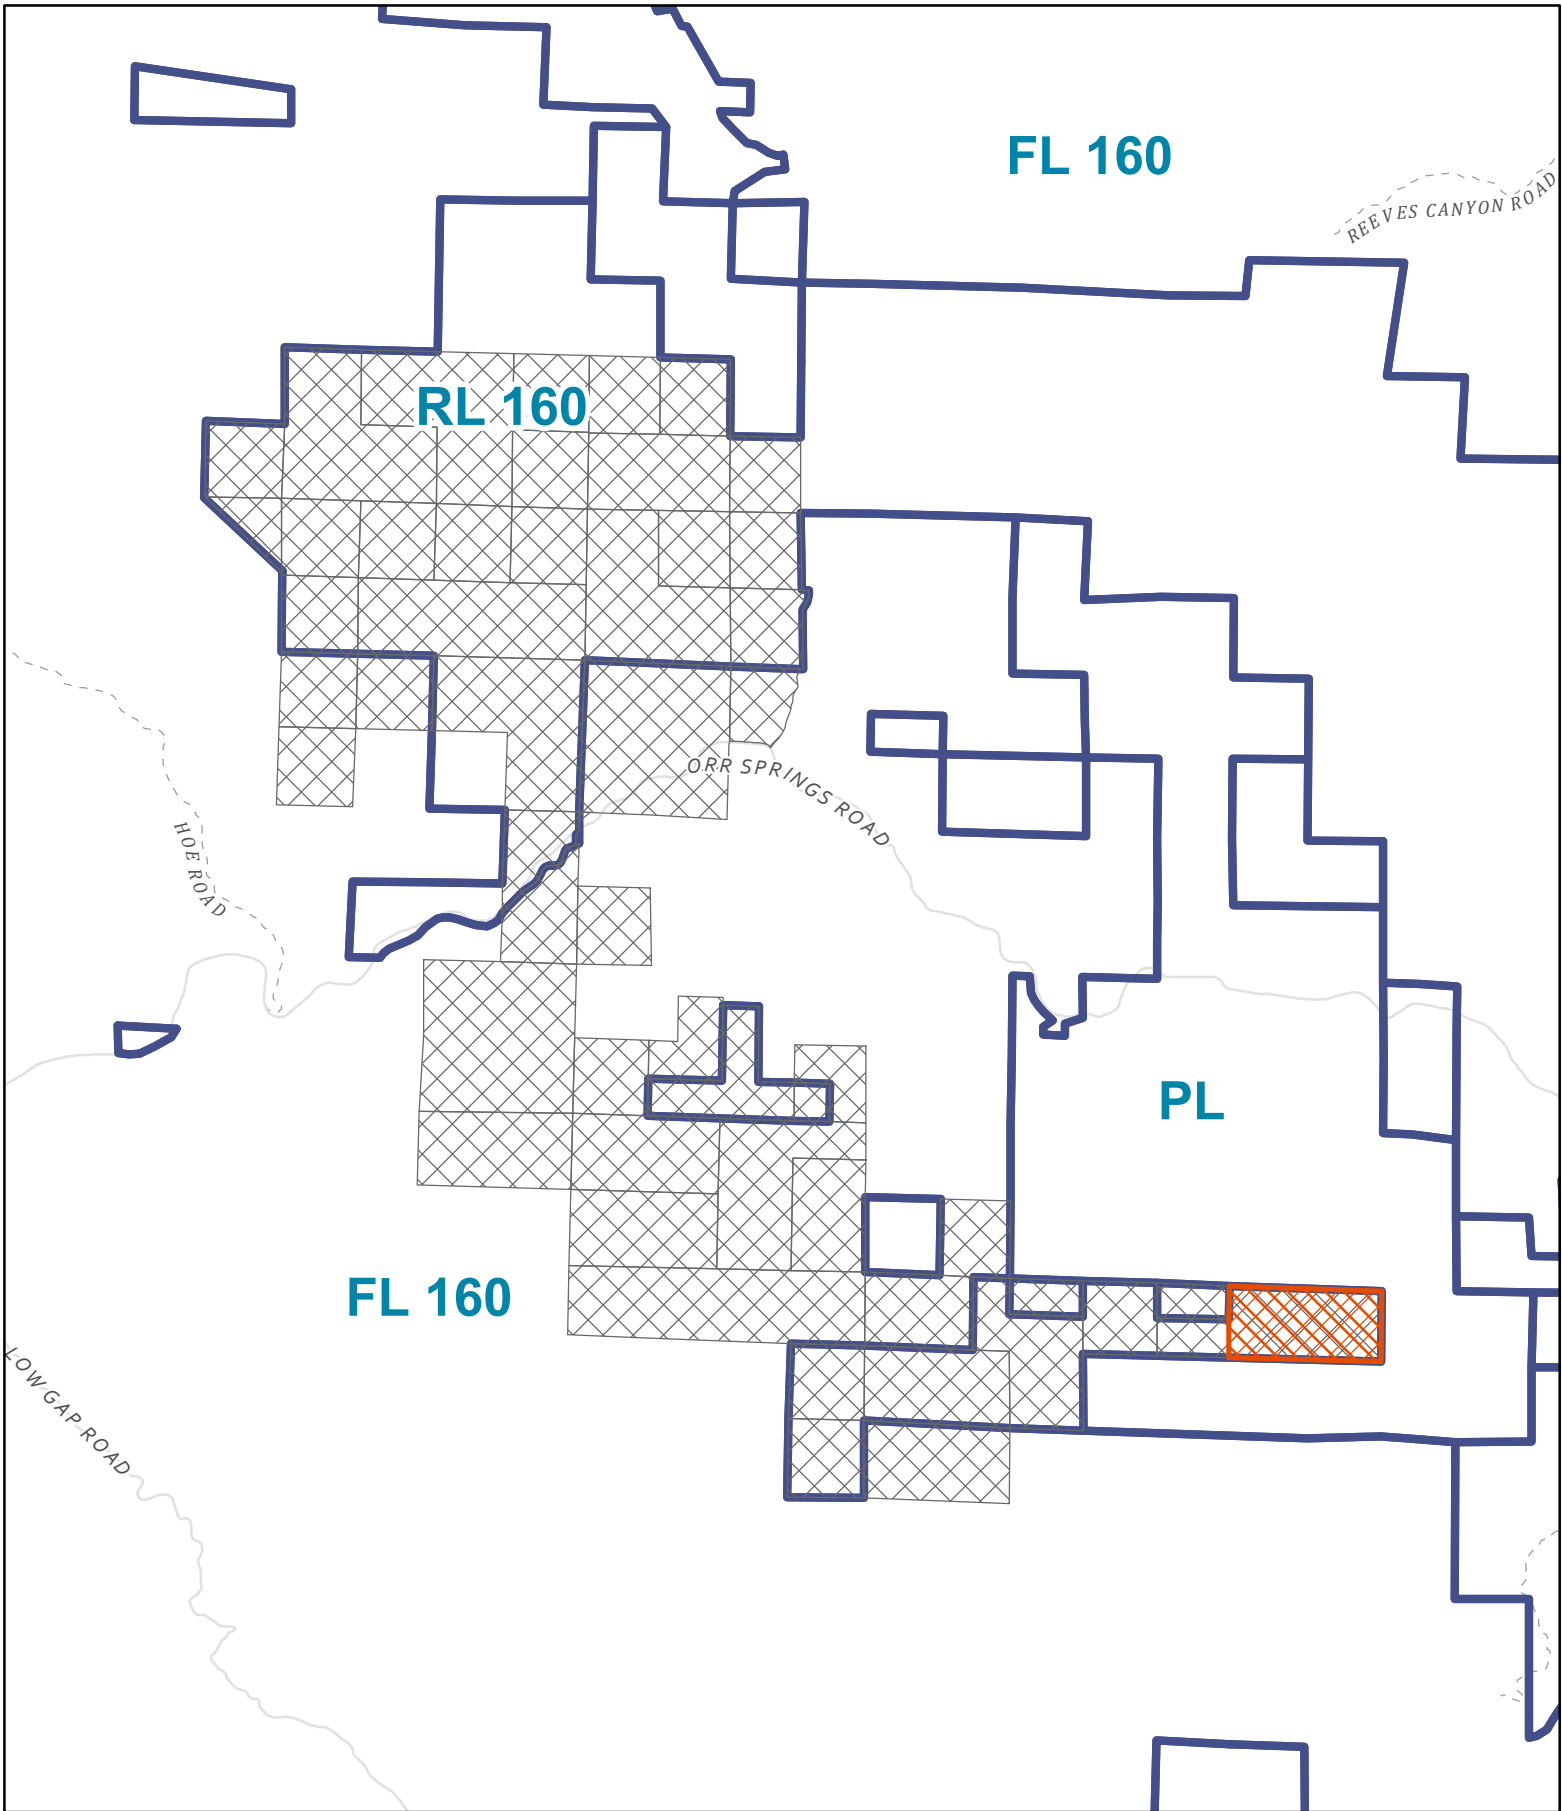 FL 160
REEVES CANYON ROAD
RL 160
ORR SPRINGS ROAD
HOE ROAD
PL
FL 160
LOW GAP ROAD